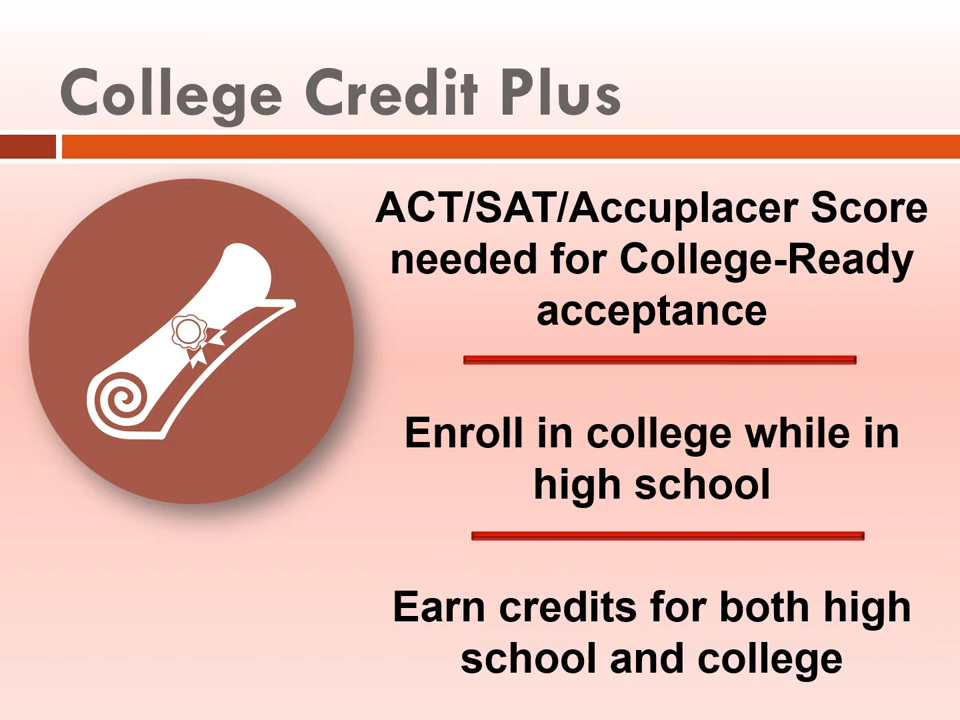 College Credit Plus
ACT/SAT/Accuplacer Score
needed for College-Ready
acceptance
Enroll in college while in
high school
Earn credits for both high
school and college